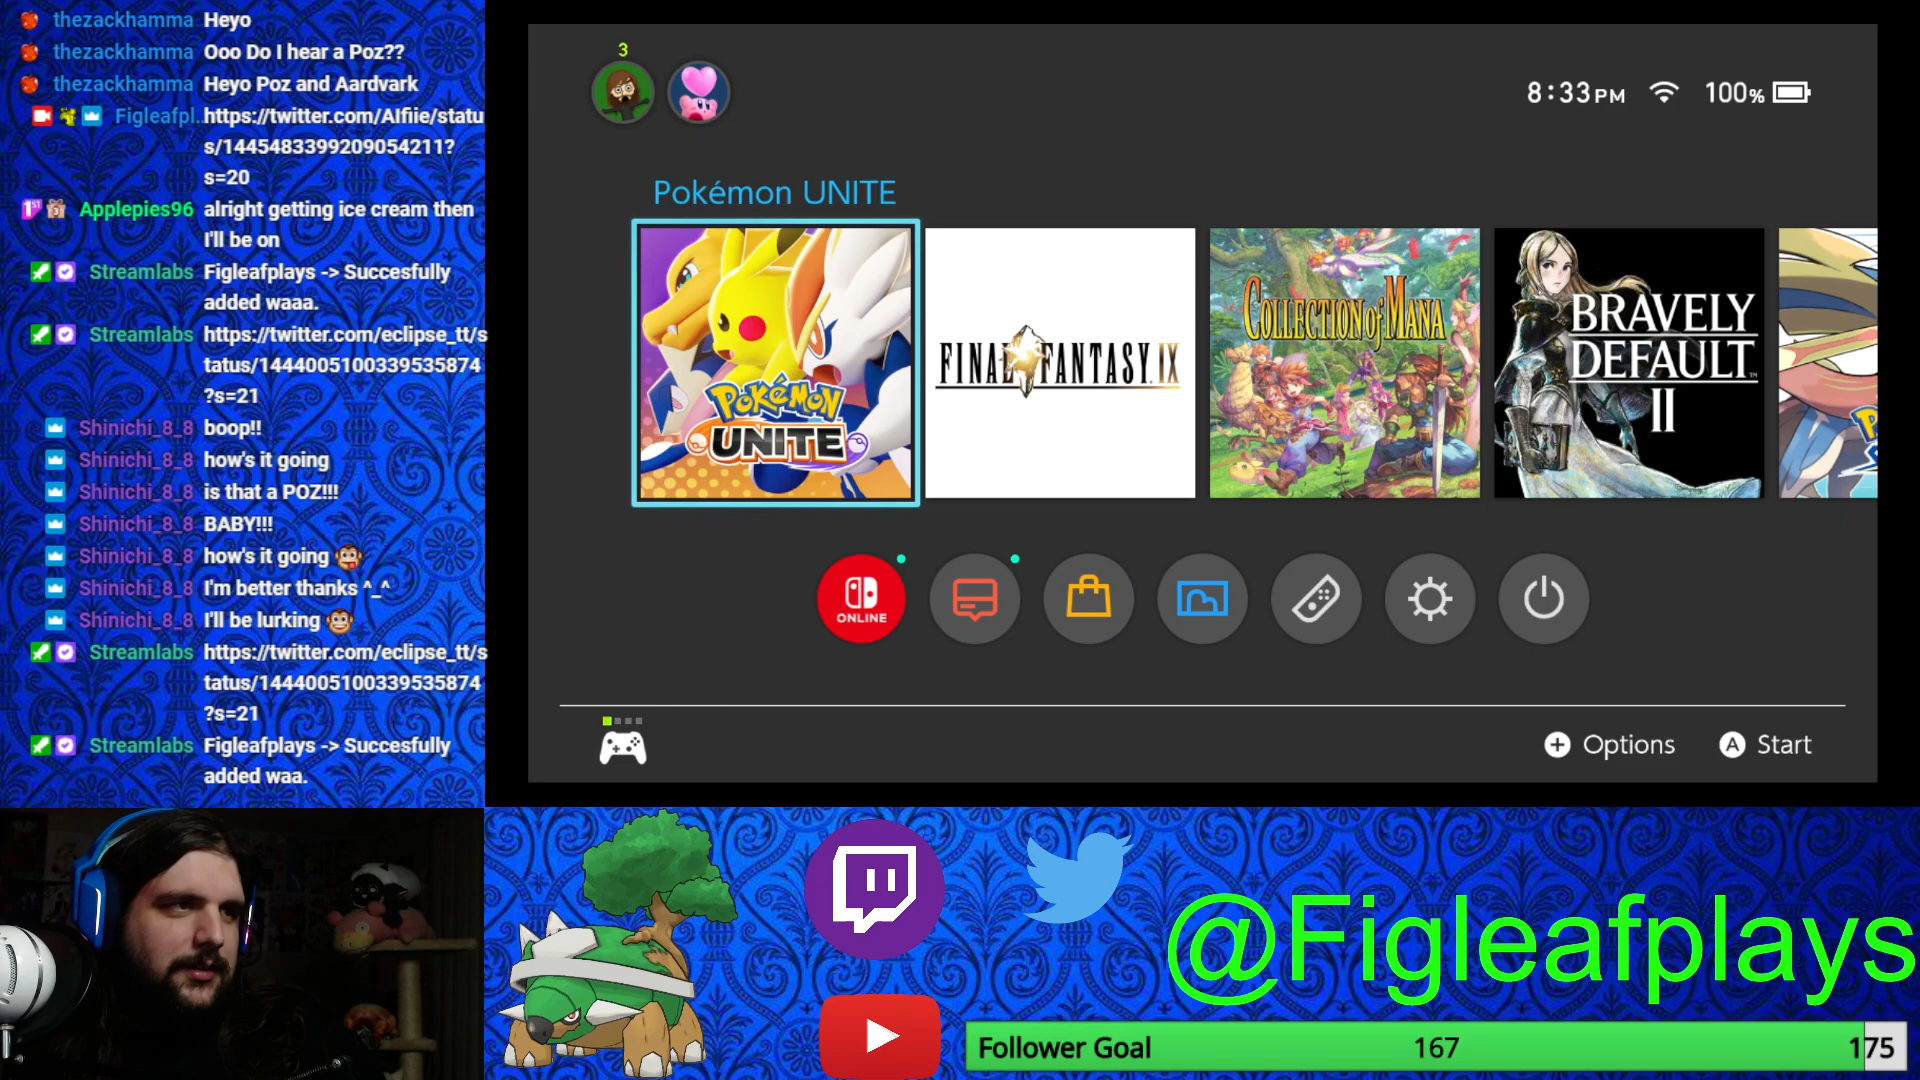 thezackhamma Heyo
thezackhamma Ooo Do I hear a Poz??
thezackhamma Heyo Poz and Aardvark
Figleafpl.. https://twitter.com/Alfiie/statu
s/1445483399209054211?
s=20
Applepies96 alright getting ice cream then
I'll be on
Streamlabs Figleafplays -> Succesfully
added waaa.
Streamlabs https://twitter.com/eclipse_tt/s
tatus/1444005100339535874
?s=21
Shinichi_8_8 boop!!
Shinichi_8_8 how's it going
Shinichi_8_8 is that a POZ!!!
Shinichi_8_8 BABY!!!
Shinichi_8_8 how's it going
Shinichi_8_8 I'm better thanks ^_^
Shinichi_8_8 I'll be lurking
Streamlabs https://twitter.com/eclipse_tt/s
tatus/1444005100339535874
?s=21
Streamlabs Figleafplays -> Succesfully
added waa.
3
8:33 PM 100%
Pokémon UNITE
POKéMON
UNITE
FINAL FANTASY IX
COLLECTION of MANA
BRAVELY
DEFAULT
II
ONLINE
Options
Start
@Figleafplays
Follower Goal 167 175